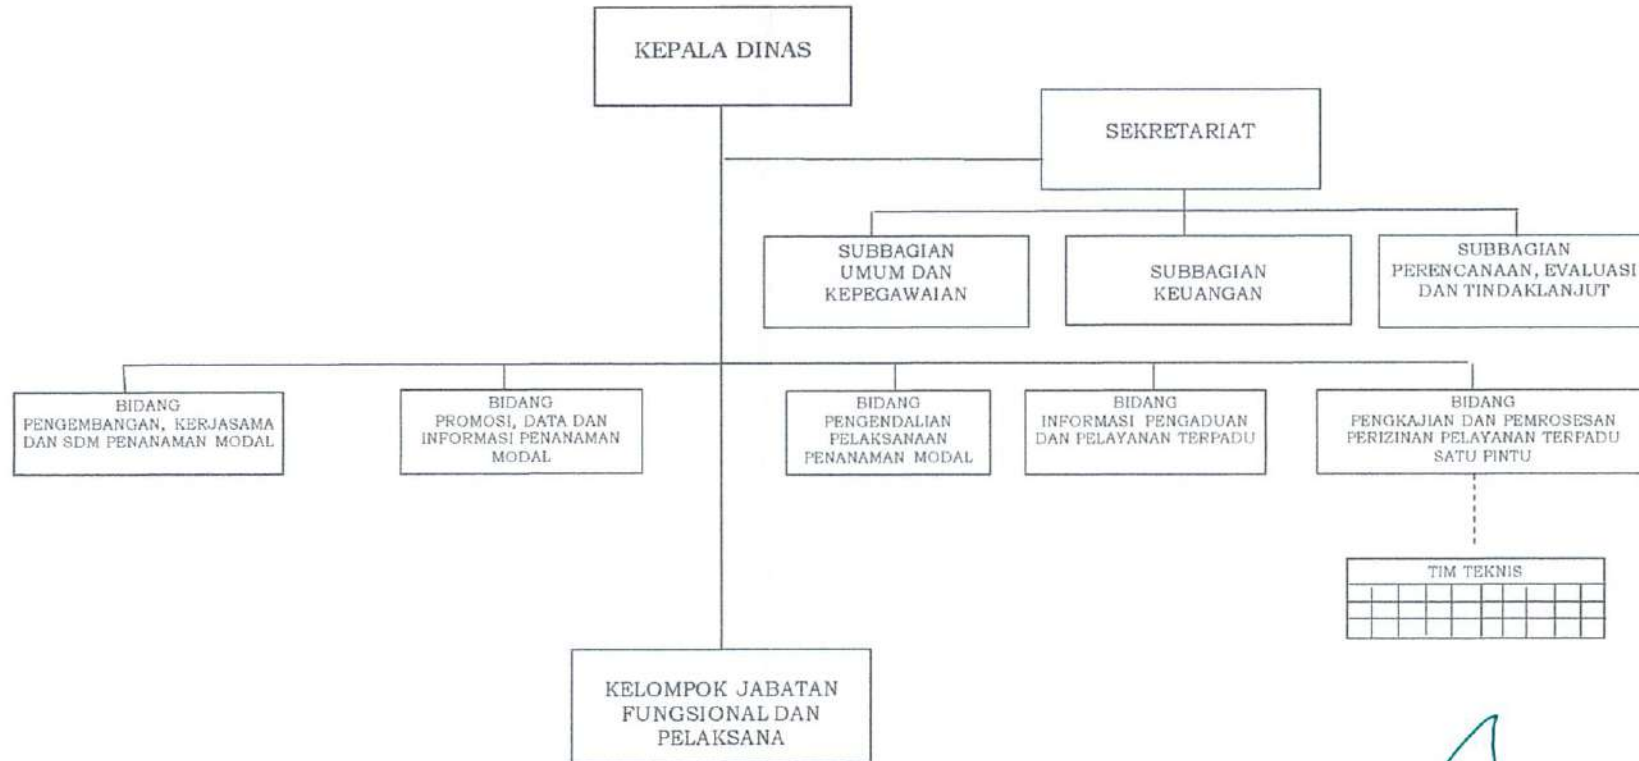 KEPALA DINAS
SEKRETARIAT
SUBBAGIAN
UMUM DAN
KEPEGAWAIAN
SUBBAGIAN
KEUANGAN
SUBBAGIAN
PERENCANAAN, EVALUASI
DAN TINDAKLANJUT
BIDANG
PENGEMBANGAN, KERJASAMA
DAN SDM PENANAMAN MODAL
BIDANG
PROMOSI, DATA DAN
INFORMASI PENANAMAN
MODAL
BIDANG
PENGENDALIAN
PELAKSANAAN
PENANAMAN MODAL
BIDANG
INFORMASI PENGADUAN
DAN PELAYANAN TERPADU
BIDANG
PENGKAJIAN DAN PEMROSESAN
PERIZINAN PELAYANAN TERPADU
SATU PINTU
TIM TEKNIS
KELOMPOK JABATAN
FUNGSIONAL DAN
PELAKSANA